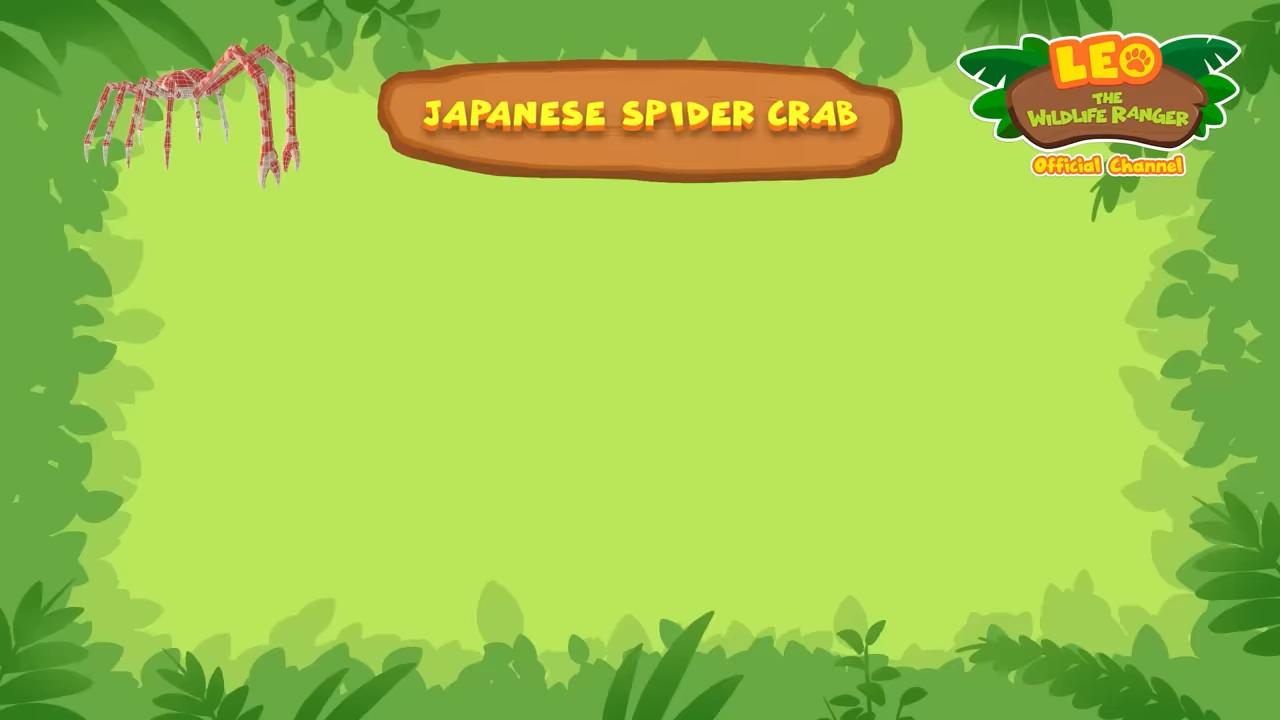 JAPANESE SPIDER CRAB
LEO
THE
WILDLIFE RANGER
Official Channel